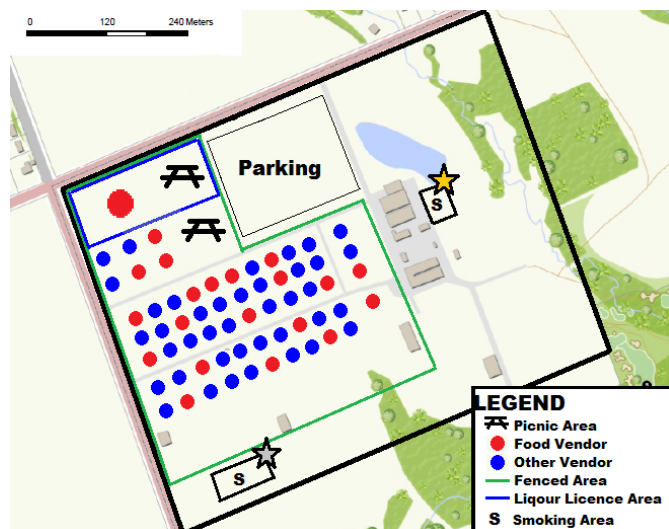 0 120 240 Meters
Parking
S
S
LEGEND
Picnic Area
Food Vendor
Other Vendor
Fenced Area
Liqour Licence Area
S Smoking Area